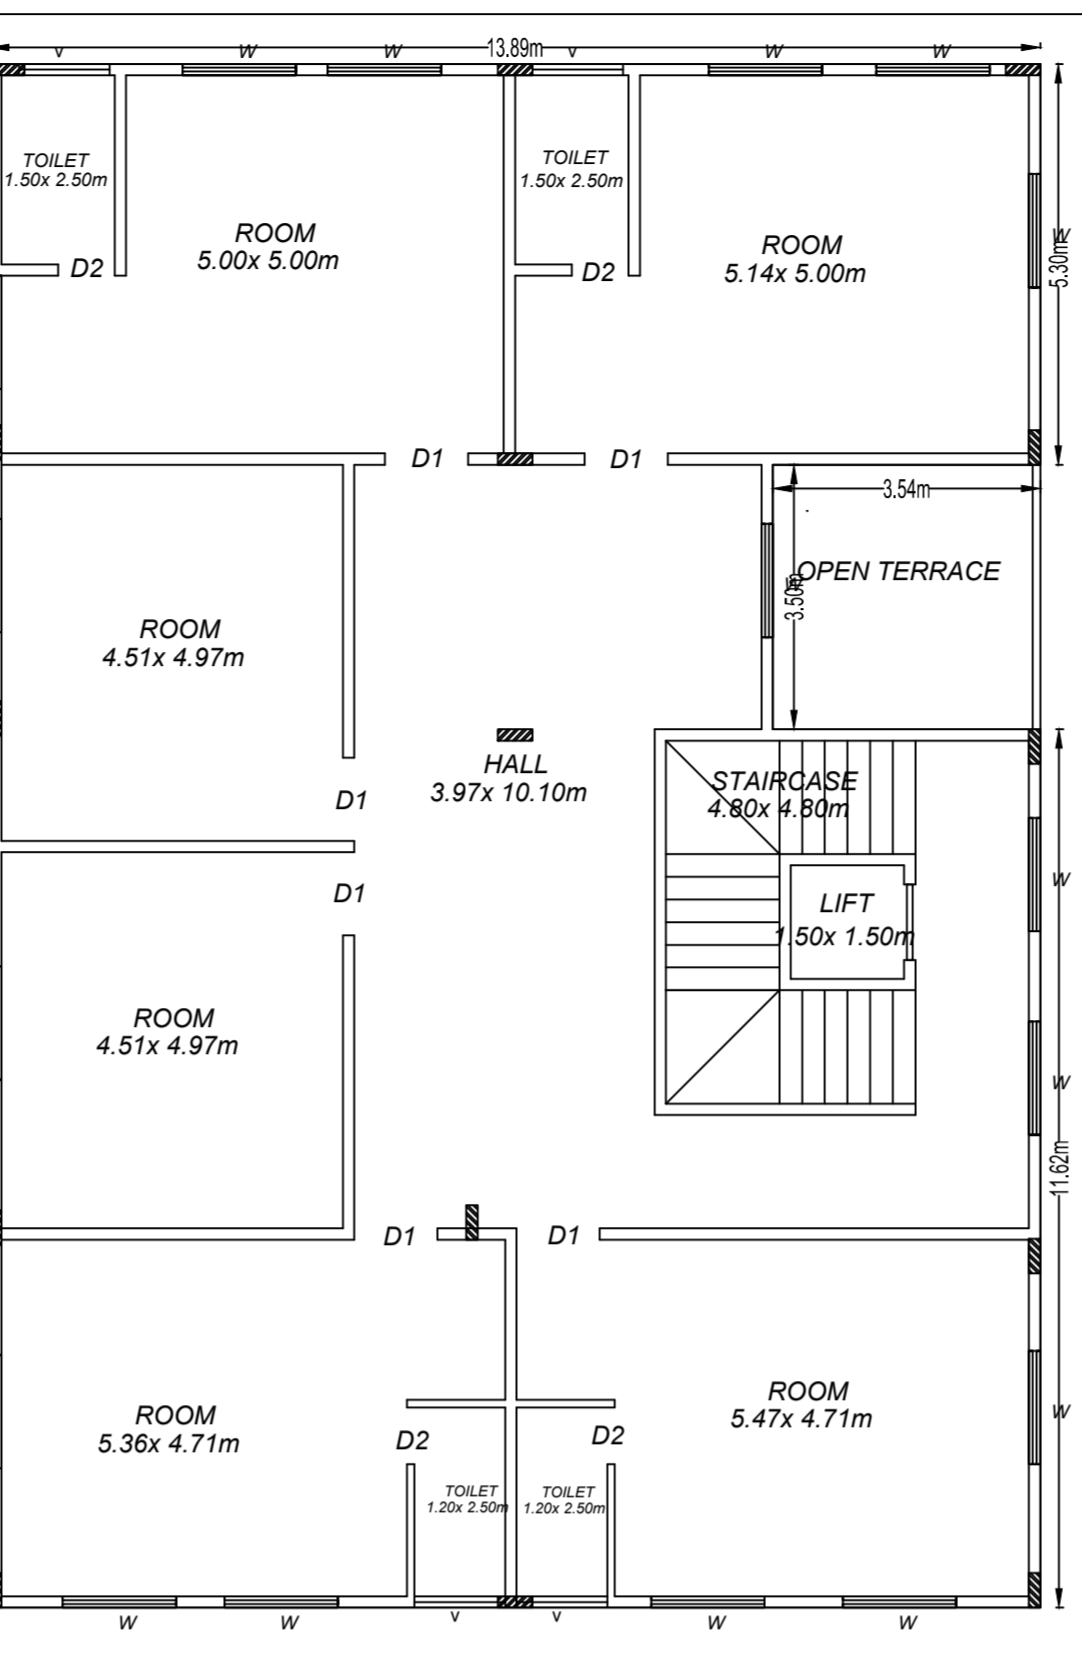 13.89m
V
W
W
V
W
W
TOILET
1.50x 2.50m
TOILET
1.50x 2.50m
ROOM
5.00x 5.00m
ROOM
5.14x 5.00m
W
5.30m
D2
D2
D1
D1
3.54m
OPEN TERRACE
3.50m
ROOM
4.51x 4.97m
HALL
3.97x 10.10m
STAIRCASE
4.80x 4.80m
D1
D1
LIFT
1.50x 1.50m
W
ROOM
4.51x 4.97m
W
11.62m
D1
D1
ROOM
5.36x 4.71m
ROOM
5.47x 4.71m
W
D2
D2
TOILET
1.20x 2.50m
TOILET
1.20x 2.50m
W
W
V
V
W
W